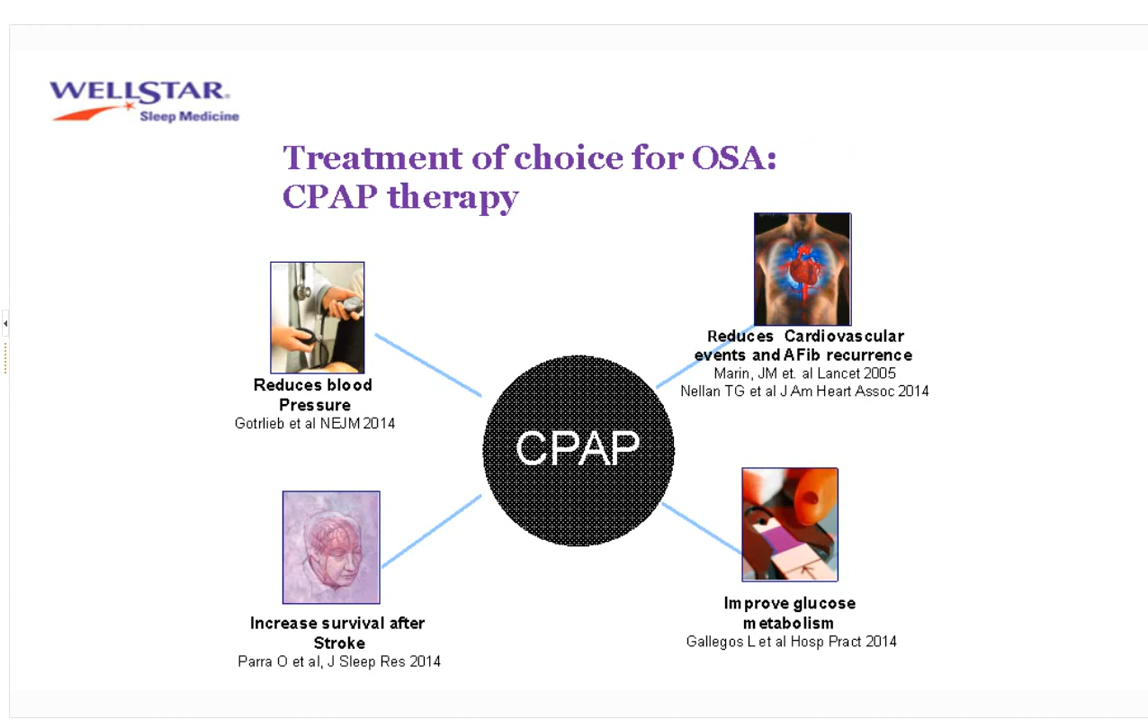 WELLSTAR®
Sleep Medicine
Treatment of choice for OSA:
CPAP therapy
Reduces blood
Pressure
Gotrlieb et al NEJM 2014
Reduces Cardiovascular
events and AFib recurrence
Marin, JM et. al Lancet 2005
Nellan TG et al J Am Heart Assoc 2014
CPAP
Increase survival after
Stroke
Parra O et al, J Sleep Res 2014
Improve glucose
metabolism
Gallegos L et al Hosp Pract 2014